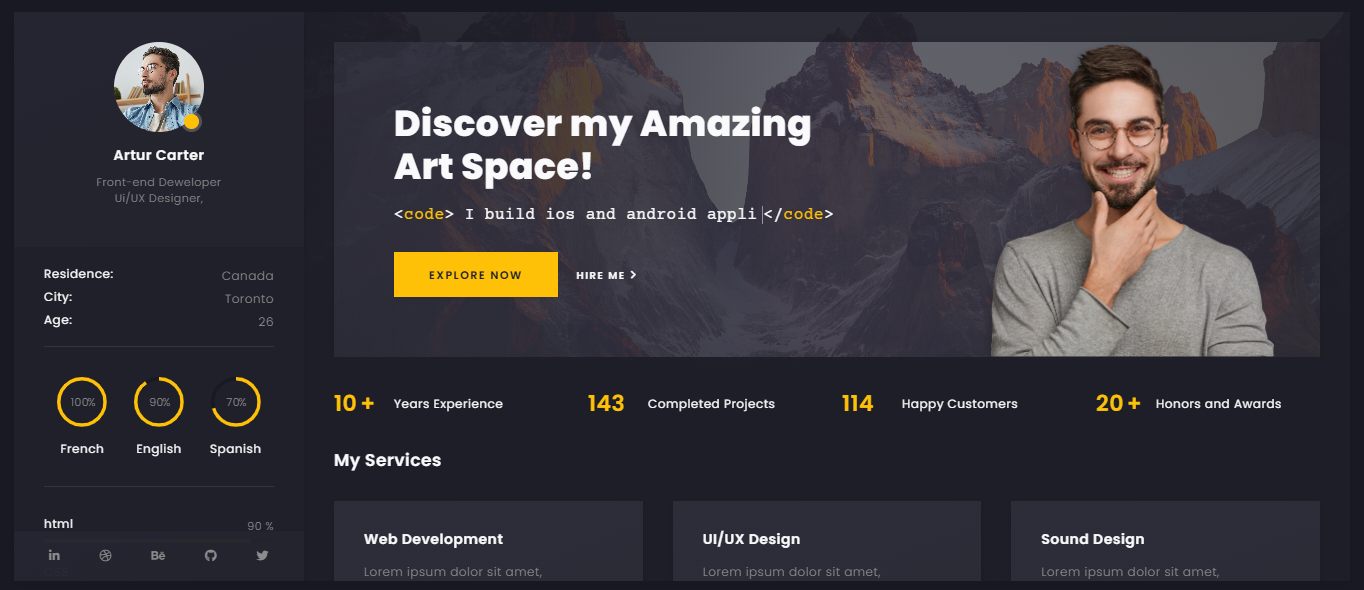 Artur Carter
Front-end Deweloper
Ui/UX Designer,
Residence: Canada
City: Toronto
Age: 26
100% 90% 70%
French English Spanish
html 90 %
in Bē
Discover my Amazing
Art Space!
<code> I build ios and android appli</code>
EXPLORE NOW HIRE ME
10 + Years Experience 143 Completed Projects 114 Happy Customers 20 + Honors and Awards
My Services
Web Development UI/UX Design Sound Design
Lorem ipsum dolor sit amet, Lorem ipsum dolor sit amet, Lorem ipsum dolor sit amet,